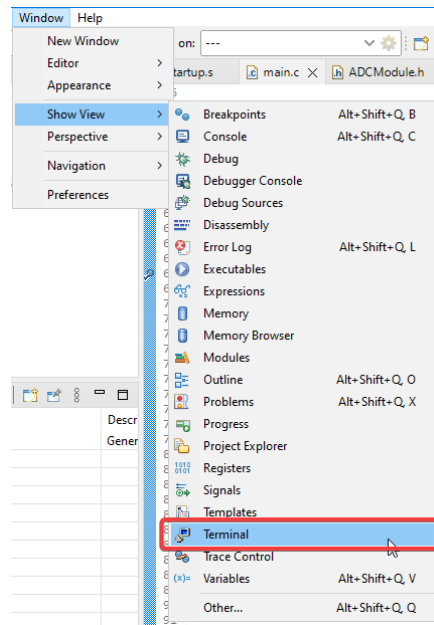 Window Help
New Window
on: ---
Editor >
tartup.s main.c ADCModule.h
Appearance >
Show View >
Breakpoints Alt+Shift+Q, B
Perspective >
Console Alt+Shift+Q, C
Debug
Navigation >
Debugger Console
Preferences
Debug Sources
Disassembly
Error Log Alt+Shift+Q, L
Executables
Expressions
Memory
Memory Browser
Modules
Outline Alt+Shift+Q, O
Problems Alt+Shift+Q, X
Descr
Progress
Gener
Project Explorer
Registers
Signals
Templates
Terminal
Trace Control
(x)= Variables Alt+Shift+Q, V
Other... Alt+Shift+Q, Q